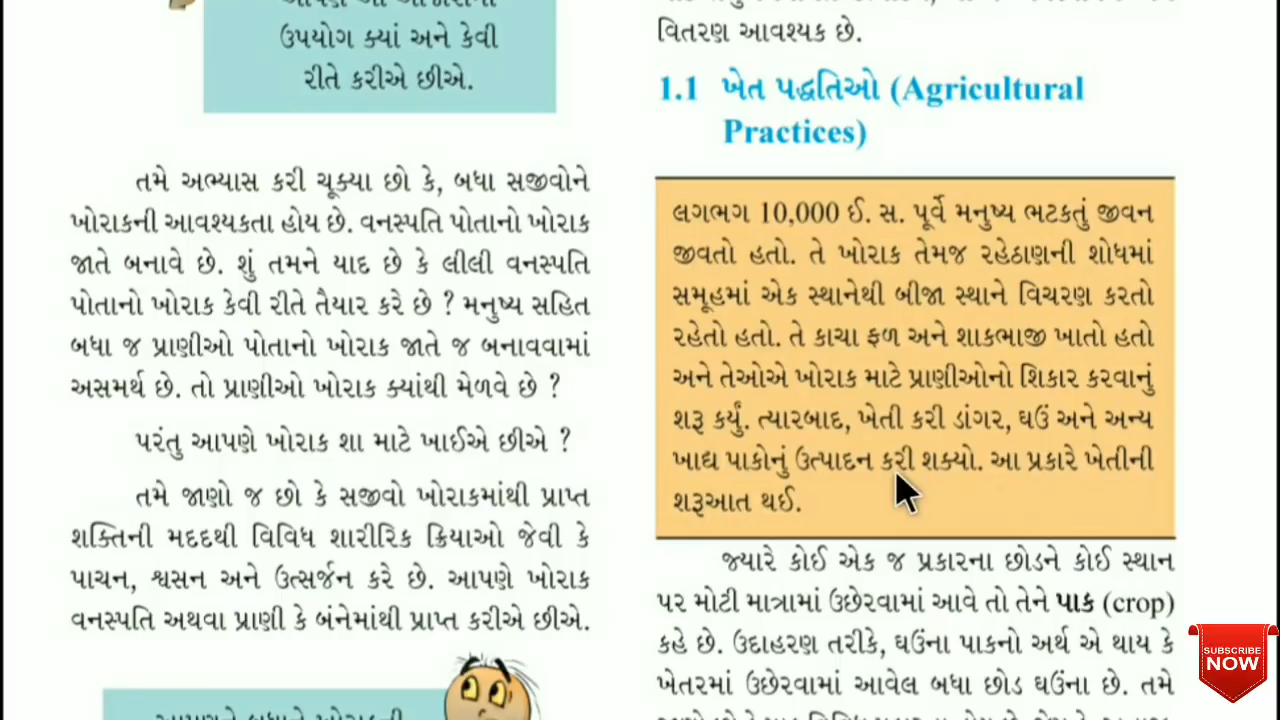 ઉપયોગ ક્યાં અને કેવી
રીતે કરીએ છીએ.
તમે અભ્યાસ કરી ચૂક્યા છો કે, બધા સજીવોને
ખોરાકની આવશ્યકતા હોય છે. વનસ્પતિ પોતાનો ખોરાક
જાતે બનાવે છે. શું તમને યાદ છે કે લીલી વનસ્પતિ
પોતાનો ખોરાક કેવી રીતે તૈયાર કરે છે ? મનુષ્ય સહિત
બધા જ પ્રાણીઓ પોતાનો ખોરાક જાતે જ બનાવવામાં
અસમર્થ છે. તો પ્રાણીઓ ખોરાક ક્યાંથી મેળવે છે ?
પરંતુ આપણે ખોરાક શા માટે ખાઈએ છીએ ?
તમે જાણો જ છો કે સજીવો ખોરાકમાંથી પ્રાપ્ત
શક્તિની મદદથી વિવિધ શારીરિક ક્રિયાઓ જેવી કે
પાચન, શ્વસન અને ઉત્સર્જન કરે છે. આપણે ખોરાક
વનસ્પતિ અથવા પ્રાણી કે બંનેમાંથી પ્રાપ્ત કરીએ છીએ.
વિતરણ આવશ્યક છે.
1.1 ખેત પદ્ધતિઓ (Agricultural
Practices)
લગભગ 10,000 ઈ. સ. પૂર્વે મનુષ્ય ભટકતું જીવન
જીવતો હતો. તે ખોરાક તેમજ રહેઠાણની શોધમાં
સમૂહમાં એક સ્થાનેથી બીજા સ્થાને વિચરણ કરતો
રહેતો હતો. તે કાચા ફળ અને શાકભાજી ખાતો હતો
અને તેઓએ ખોરાક માટે પ્રાણીઓનો શિકાર કરવાનું
શરૂ કર્યું. ત્યારબાદ, ખેતી કરી ડાંગર, ઘઉં અને અન્ય
ખાદ્ય પાકોનું ઉત્પાદન કરી શક્યો. આ પ્રકારે ખેતીની
શરૂઆત થઈ.
જ્યારે કોઈ એક જ પ્રકારના છોડને કોઈ સ્થાન
પર મોટી માત્રામાં ઉછેરવામાં આવે તો તેને પાક (crop)
કહે છે. ઉદાહરણ તરીકે, ઘઉંના પાકનો અર્થ એ થાય કે
ખેતરમાં ઉછેરવામાં આવેલ બધા છોડ ઘઉંના છે. તમે
SUBSCRIBE
NOW